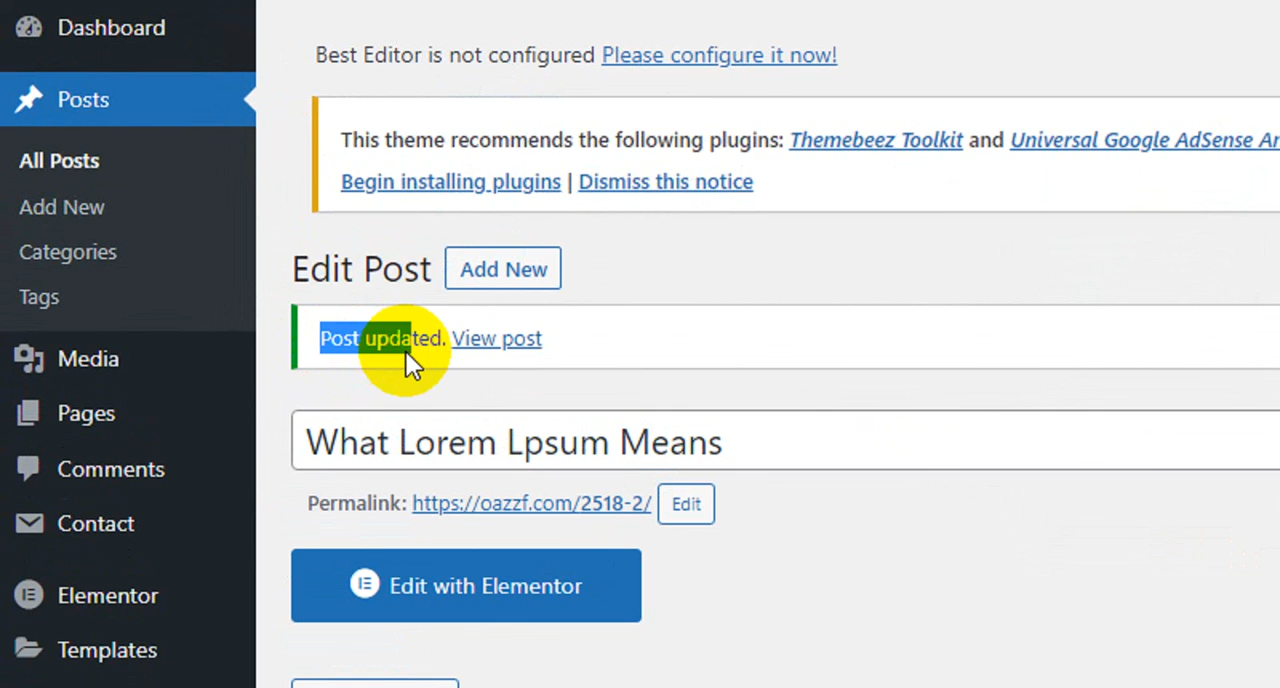 Dashboard
Posts
All Posts
Add New
Categories
Tags
Media
Pages
Comments
Contact
Elementor
Templates
Best Editor is not configured Please configure it now!
This theme recommends the following plugins: Themebeez Toolkit and Universal Google AdSense
Begin installing plugins | Dismiss this notice
Edit Post Add New
Post updated. View post
What Lorem Lpsum Means
Permalink: https://oazzf.com/2518-2/ Edit
Edit with Elementor